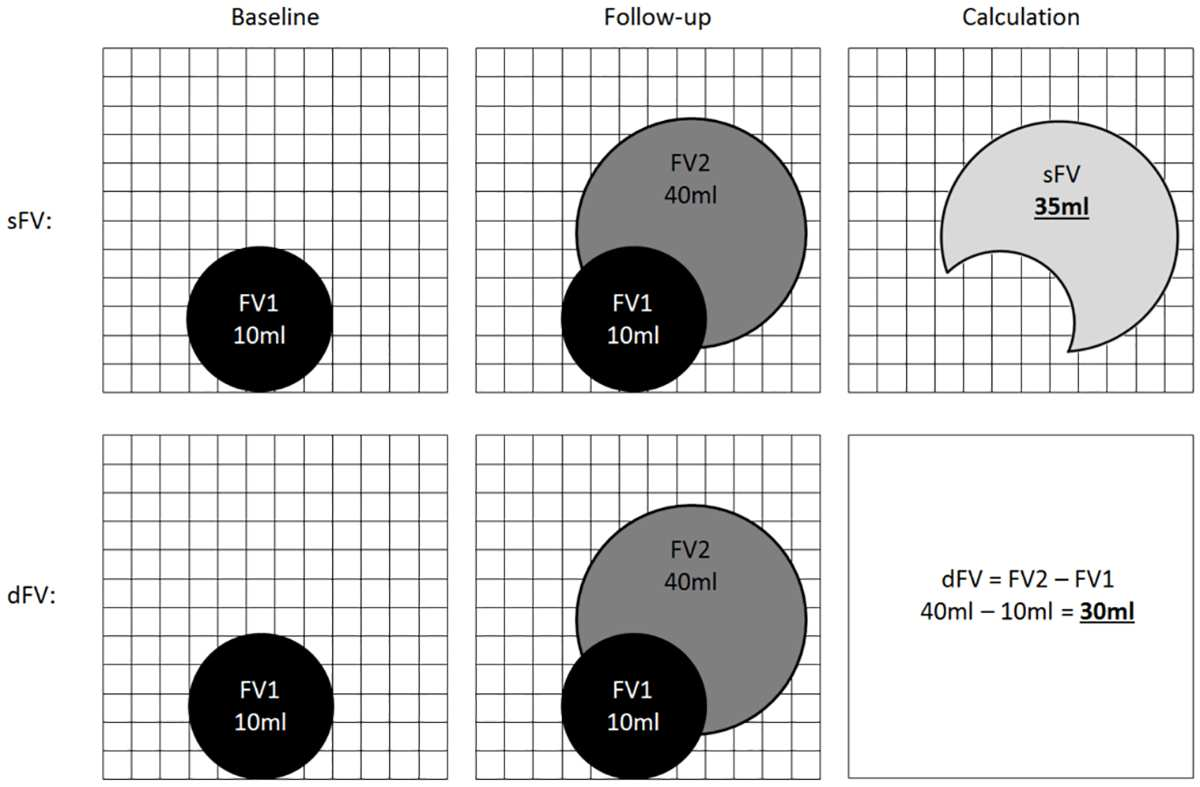 Baseline
Follow-up
Calculation
sFV:
FV1
10ml
FV2
40ml
FV1
10ml
sFV
35ml
dFV:
FV1
10ml
FV2
40ml
FV1
10ml
dFV = FV2 – FV1
40ml – 10ml = 30ml